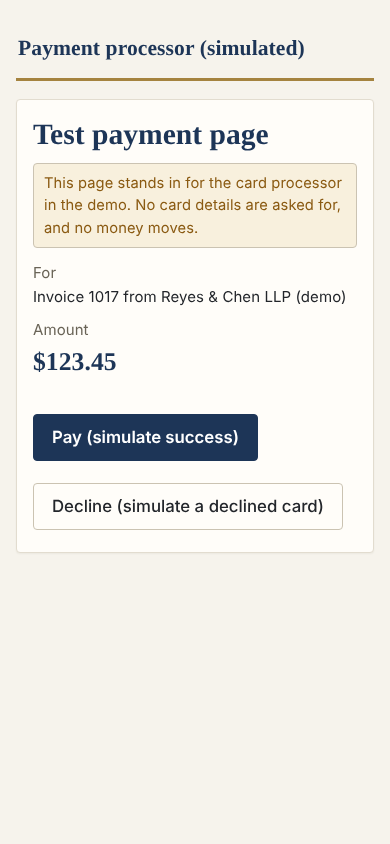 Payment processor (simulated)
Test payment page
This page stands in for the card processor
in the demo. No card details are asked for,
and no money moves.
For
Invoice 1017 from Reyes & Chen LLP (demo)
Amount
$123.45
Pay (simulate success)
Decline (simulate a declined card)